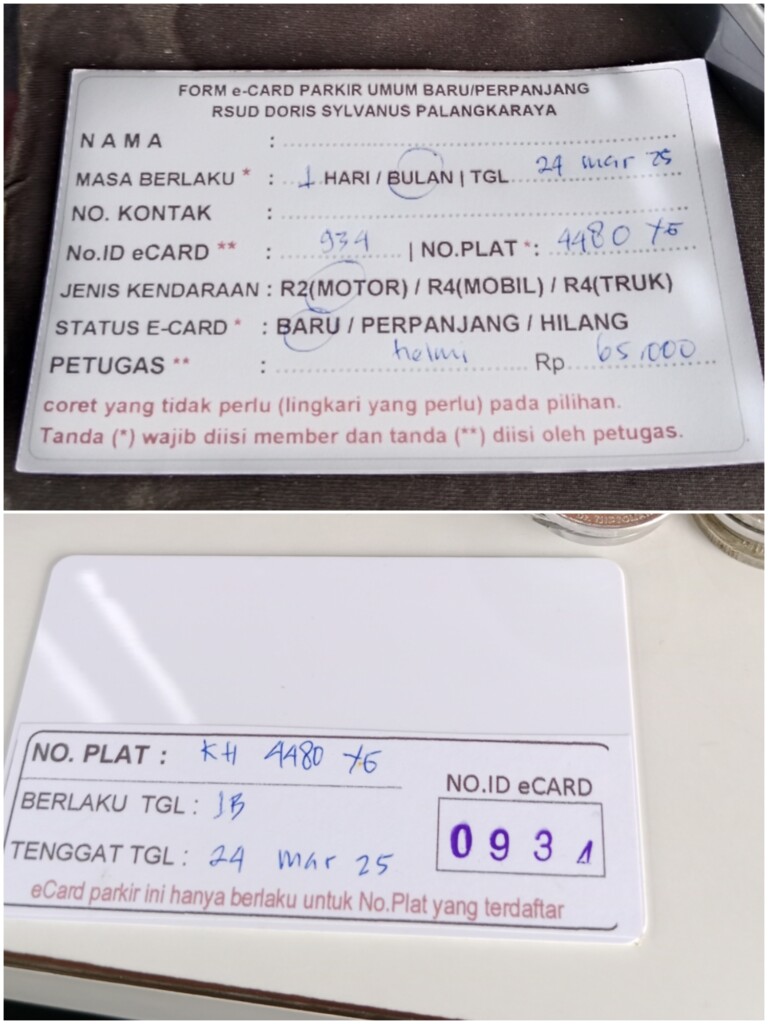 FORM e-CARD PARKIR UMUM BARU/PERPANJANG
RSUD DORIS SYLVANUS PALANGKARAYA
NAMA :
MASA BERLAKU * : 1 HARI / BULAN | TGL 24 mar 25
NO. KONTAK :
No.ID eCARD ** : 934 | NO.PLAT *: 4480 YG
JENIS KENDARAAN : R2(MOTOR) / R4(MOBIL) / R4(TRUK)
STATUS E-CARD * : BARU / PERPANJANG / HILANG
PETUGAS ** : helmi Rp 65.000
coret yang tidak perlu (lingkari yang perlu) pada pilihan.
Tanda (*) wajib diisi member dan tanda (**) diisi oleh petugas.
NO. PLAT : KH 4480 YG
NO.ID eCARD
BERLAKU TGL : JB
0934
TENGGAT TGL : 24 mar 25
eCard parkir ini hanya berlaku untuk No.Plat yang terdaftar